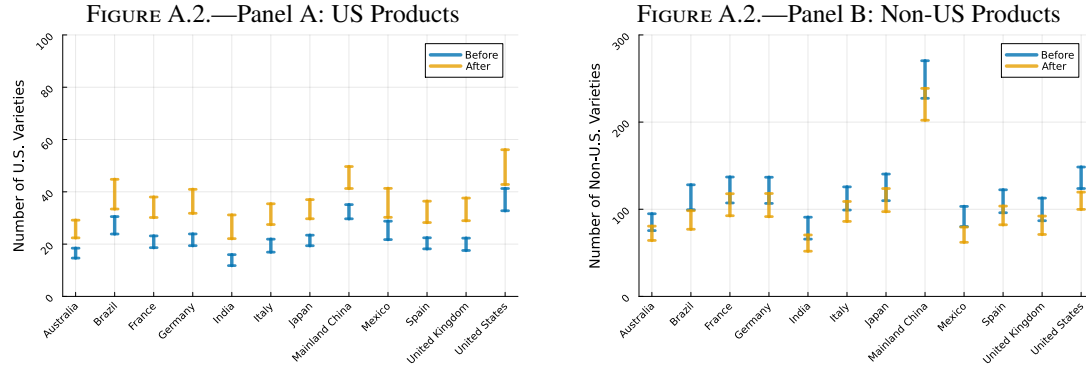 FIGURE A.2.—Panel A: US Products
Number of U.S. Varieties
100
80
60
40
20
0
Before
After
Australia
Brazil
France
Germany
India
Italy
Japan
Mainland China
Mexico
Spain
United Kingdom
United States
FIGURE A.2.—Panel B: Non-US Products
Number of Non-U.S. Varieties
300
200
100
0
Before
After
Australia
Brazil
France
Germany
India
Italy
Japan
Mainland China
Mexico
Spain
United Kingdom
United States